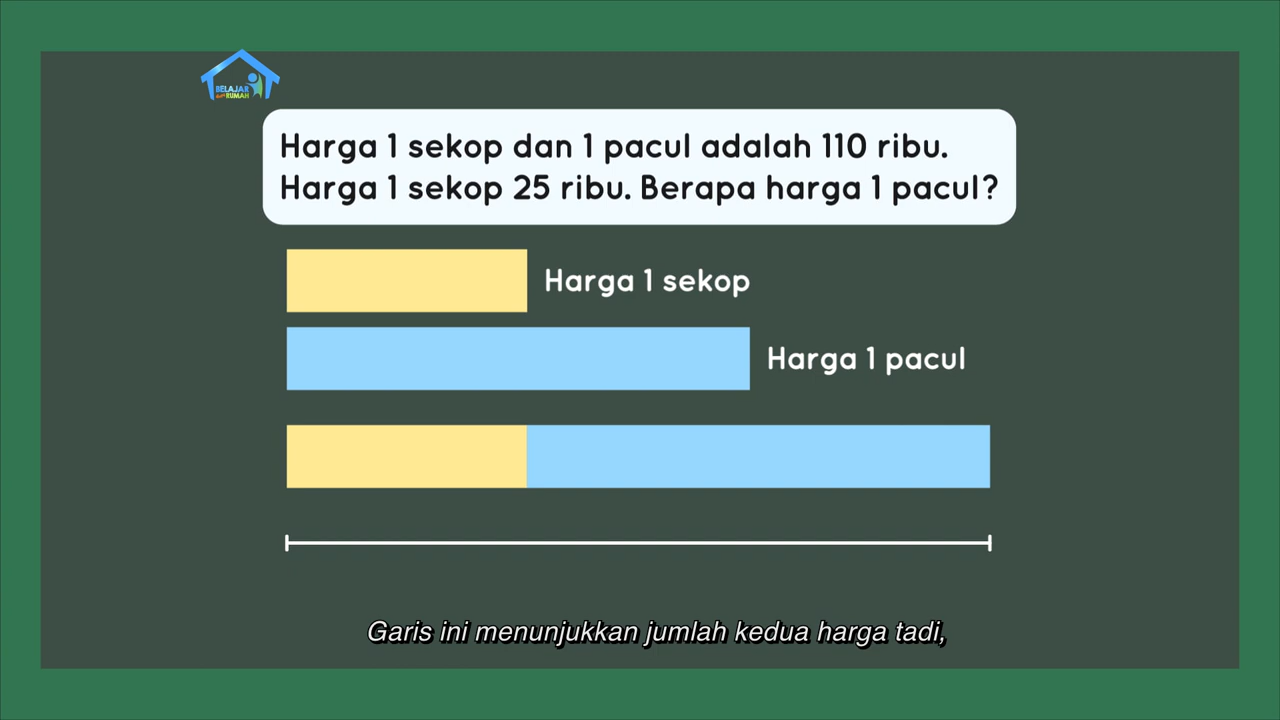 BELAJAR
dari RUMAH
Harga 1 sekop dan 1 pacul adalah 110 ribu.
Harga 1 sekop 25 ribu. Berapa harga 1 pacul?
Harga 1 sekop
Harga 1 pacul
Garis ini menunjukkan jumlah kedua harga tadi,